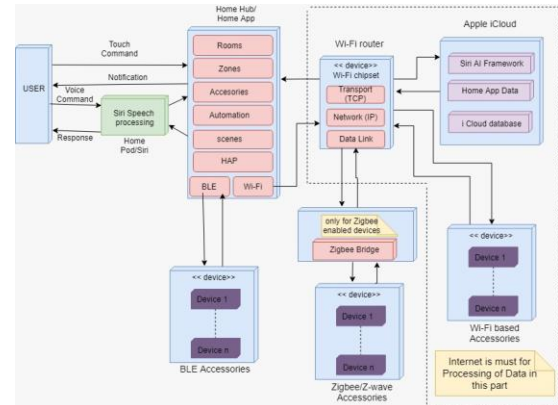 Home Hub/
Home App
Apple iCloud
Wi-Fi router
Touch
Command
Notification
USER
Voice
Command
Siri Speech
processing
Response
Home
Pod/Siri
Rooms
Zones
Accesories
Automation
scenes
HAP
BLE
Wi-Fi
<< device>>
Wi-Fi chipset
Transport
(TCP)
Network (IP)
Data Link
Siri AI Framework
Home App Data
i Cloud database
only for Zigbee
enabled devices
Zigbee Bridge
<< device>>
Device 1
Device n
BLE Accessories
<< device>>
Device 1
Device n
Zigbee/Z-wave
Accessories
<< device>>
Device 1
Device n
Wi-Fi based
Accessories
Internet is must for
Processing of Data in
this part